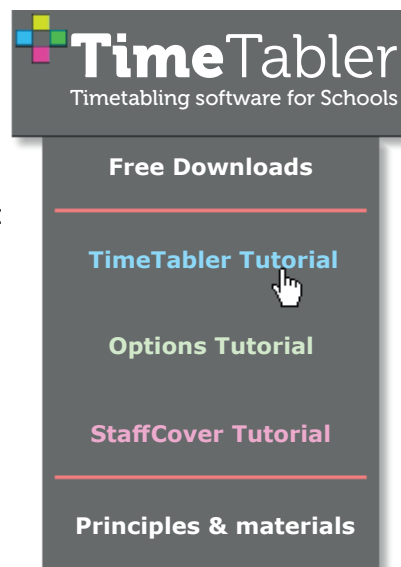 TimeTabler
Timetabling software for Schools
Free Downloads
TimeTabler Tutorial
Options Tutorial
StaffCover Tutorial
Principles & materials